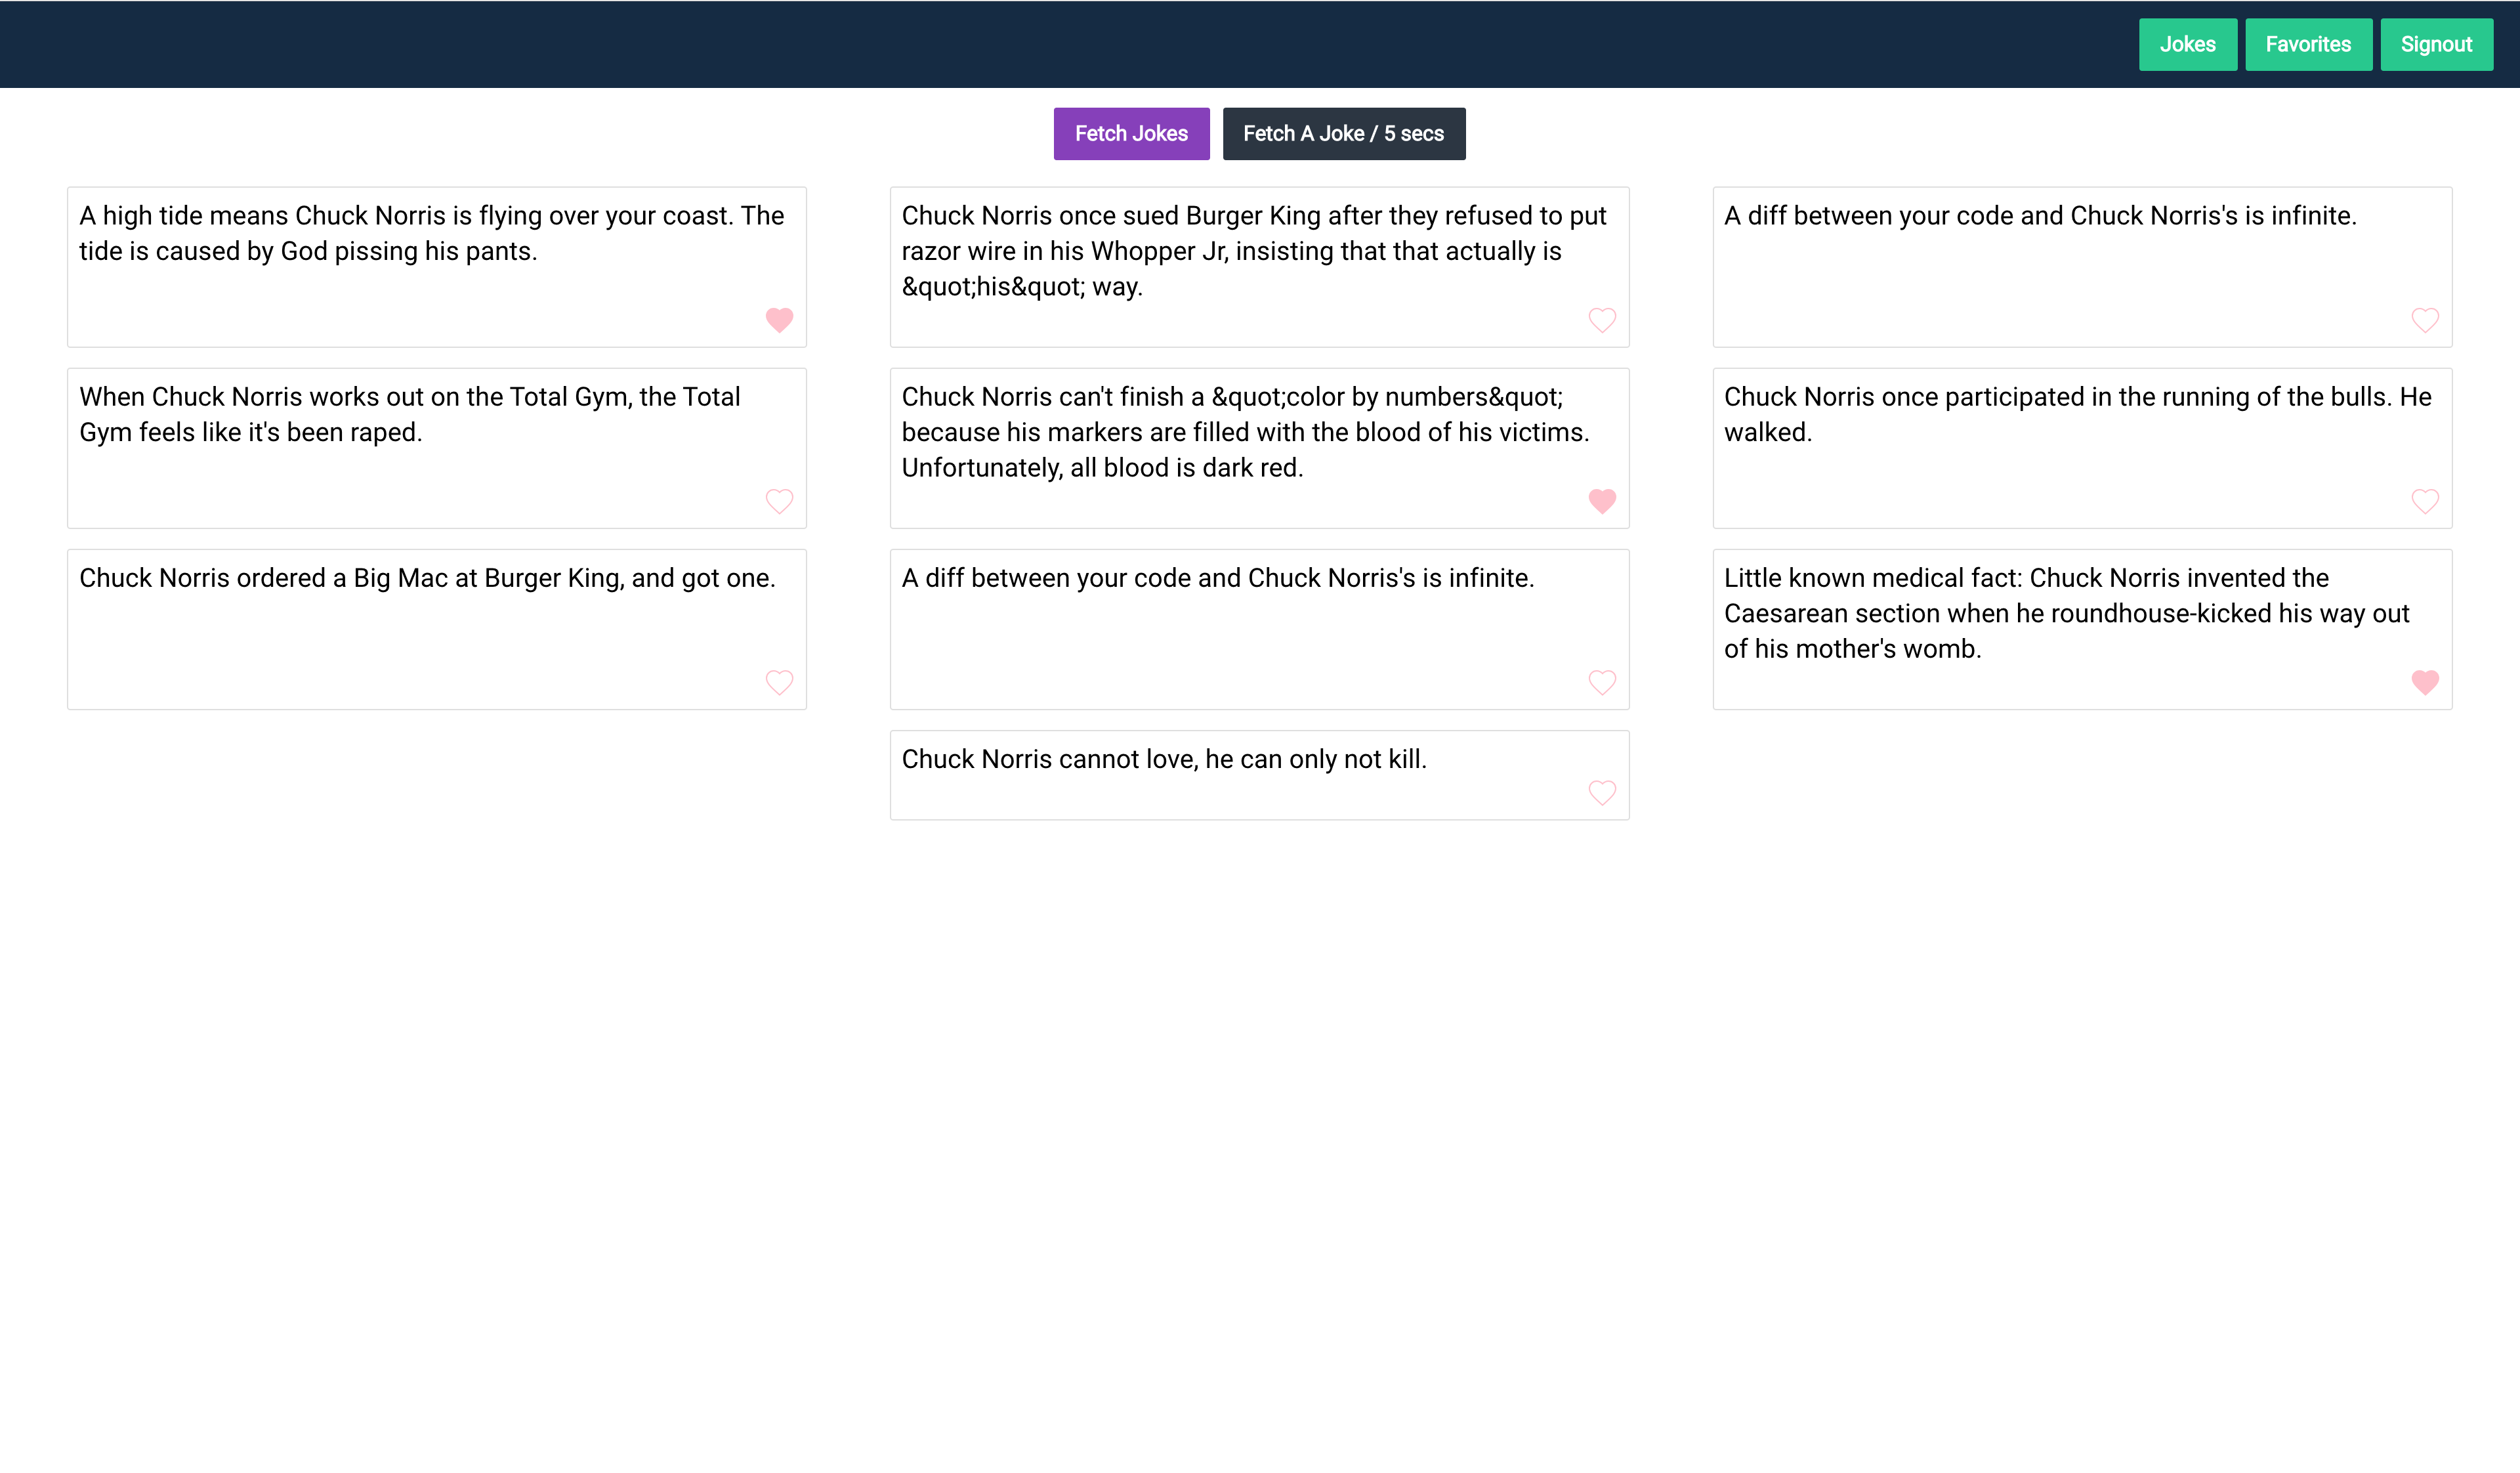 Jokes
Favorites
Signout
Fetch Jokes
Fetch A Joke / 5 secs
A high tide means Chuck Norris is flying over your coast. The
tide is caused by God pissing his pants.
Chuck Norris once sued Burger King after they refused to put
razor wire in his Whopper Jr, insisting that that actually is
&quot;his&quot; way.
A diff between your code and Chuck Norris's is infinite.
When Chuck Norris works out on the Total Gym, the Total
Gym feels like it's been raped.
Chuck Norris can't finish a &quot;color by numbers&quot;
because his markers are filled with the blood of his victims.
Unfortunately, all blood is dark red.
Chuck Norris once participated in the running of the bulls. He
walked.
Chuck Norris ordered a Big Mac at Burger King, and got one.
A diff between your code and Chuck Norris's is infinite.
Little known medical fact: Chuck Norris invented the
Caesarean section when he roundhouse-kicked his way out
of his mother's womb.
Chuck Norris cannot love, he can only not kill.